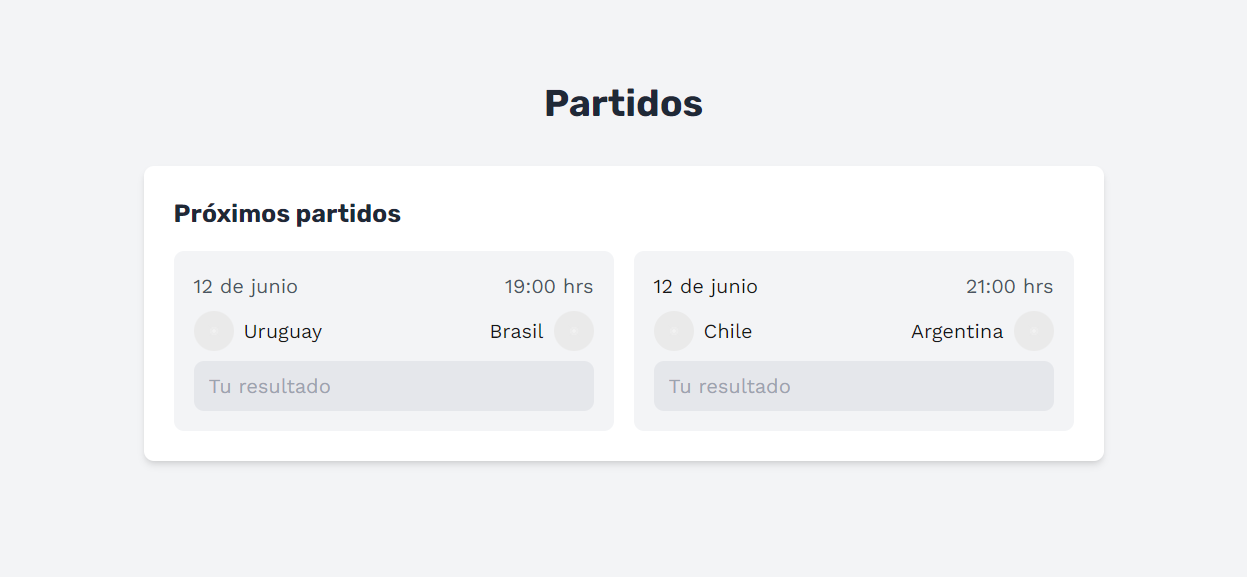 Partidos
Próximos partidos
12 de junio 19:00 hrs
Uruguay Brasil
Tu resultado
12 de junio 21:00 hrs
Chile Argentina
Tu resultado